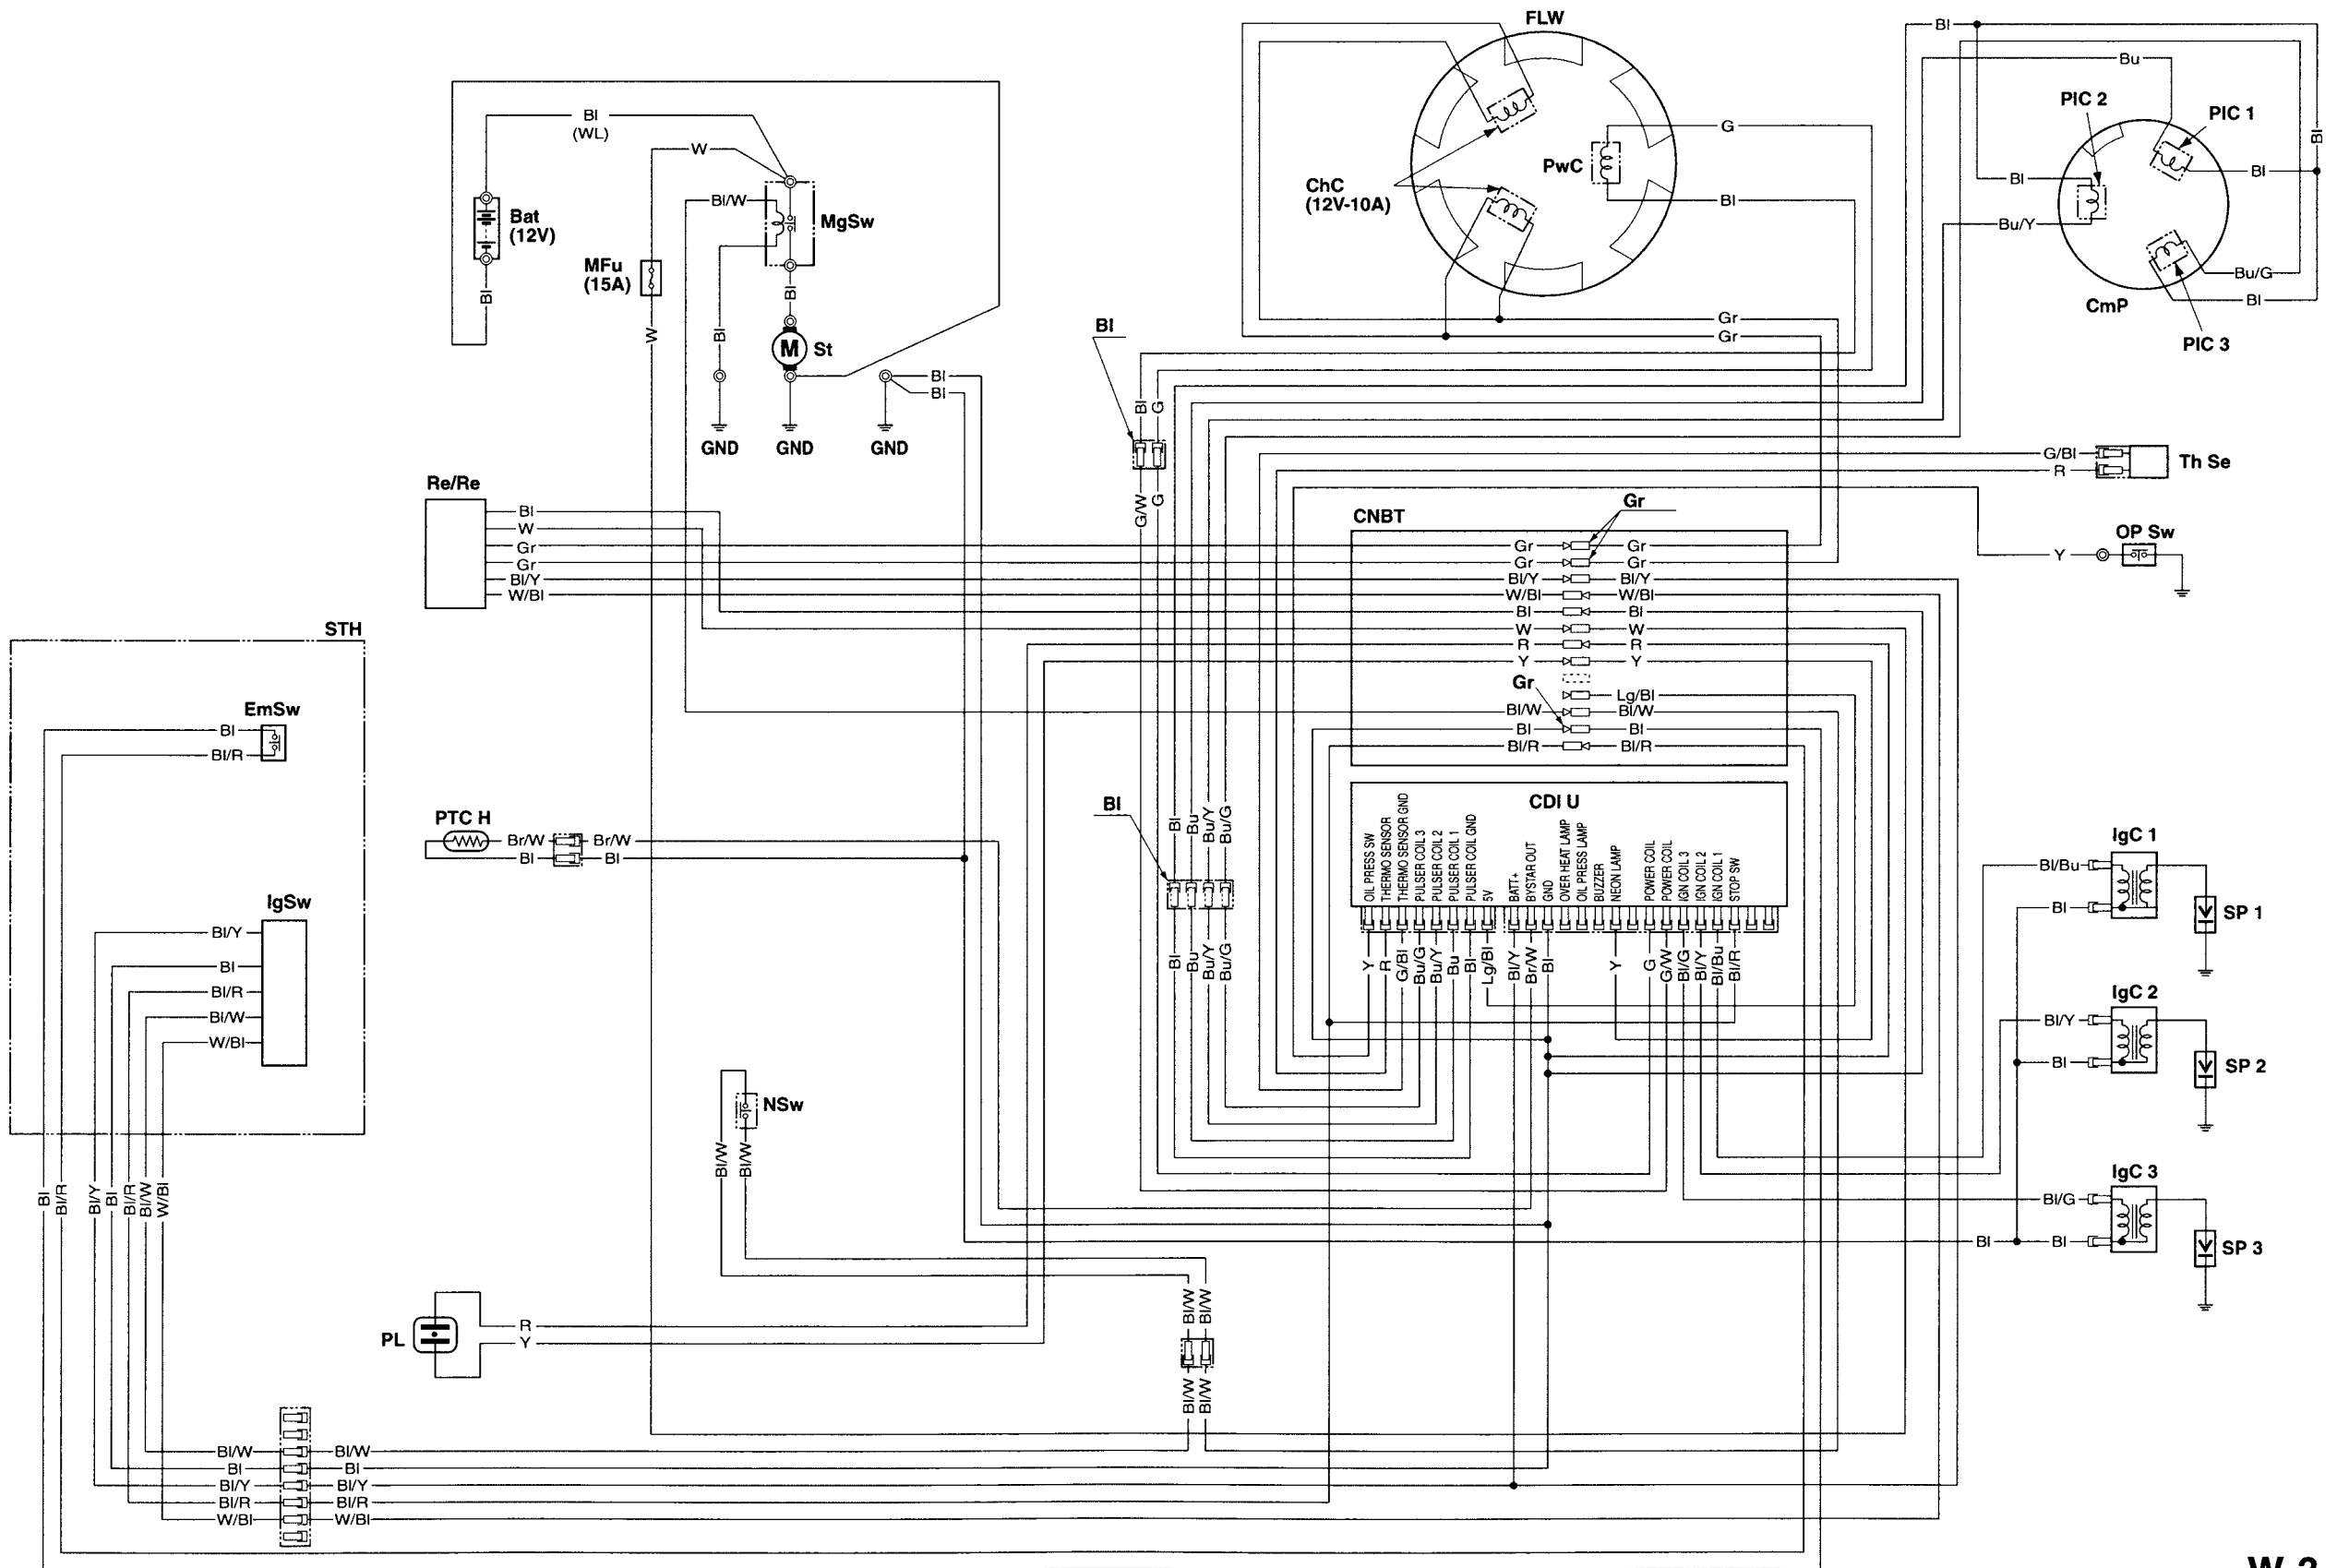 FLW
Bl
Bu
PIC 2
PIC 1
Bl
Bl
(WL)
W
G
PwC
Bl
Bl
Bl
ChC
(12V-10A)
Bl/W
Bl
Bat
(12V)
MgSw
Bu/Y
MFu
(15A)
Bu/G
Bl
Bl
Bl
CmP
Gr
Gr
PIC 3
Bl
W
Bl
M
St
Bl
Bl
Bl
G
GND
GND
GND
G/Bl
R
Th Se
Re/Re
G/W
G
Bl
W
Gr
Gr
Bl/Y
W/Bl
CNBT
Gr
Gr
Gr
Gr
Gr
Bl/Y
Bl/Y
W/Bl
W/Bl
Bl
Bl
W
W
R
R
Y
Y
Gr
Lg/Bl
Bl/W
Bl/W
Bl
Bl
Bl/R
Bl/R
Y
OP Sw
STH
EmSw
Bl
Bl/R
PTC H
Br/W
Br/W
Bl
Bl
Bl
Bl
Bu
Bu/Y
Bu/G
CDI U
OIL PRESS SW
THERMO SENSOR
THERMO SENSOR GND
PULSER COIL 3
PULSER COIL 2
PULSER COIL 1
PULSER COIL GND
5V
BATT+
BYSTAR OUT
GND
OVER HEAT LAMP
OIL PRESS LAMP
BUZZER
NEON LAMP
POWER COIL
POWER COIL
IGN COIL 3
IGN COIL 2
IGN COIL 1
STOP SW
IgC 1
Bl/Bu
Bl
SP 1
IgSw
Bl/Y
Bl
Bl/R
Bl/W
W/Bl
Bl
Bu
Bu/Y
Bu/G
Y
R
G/Bl
Bu/G
Bu/Y
Bu
Bl
Lg/Bl
Bl/Y
Br/W
Bl
Y
G
G/W
Bl/G
Bl/Y
Bl/Bu
Bl/R
IgC 2
Bl/Y
Bl
SP 2
NSw
Bl/W
Bl/W
Bl
Bl/R
Bl/Y
Bl
Bl/R
Bl/W
W/Bl
IgC 3
Bl/G
Bl
Bl
SP 3
PL
R
Y
Bl/W
Bl/W
Bl/W
Bl/W
Bl/W
Bl/W
Bl
Bl
Bl/Y
Bl/Y
Bl/R
Bl/R
W/Bl
W/Bl